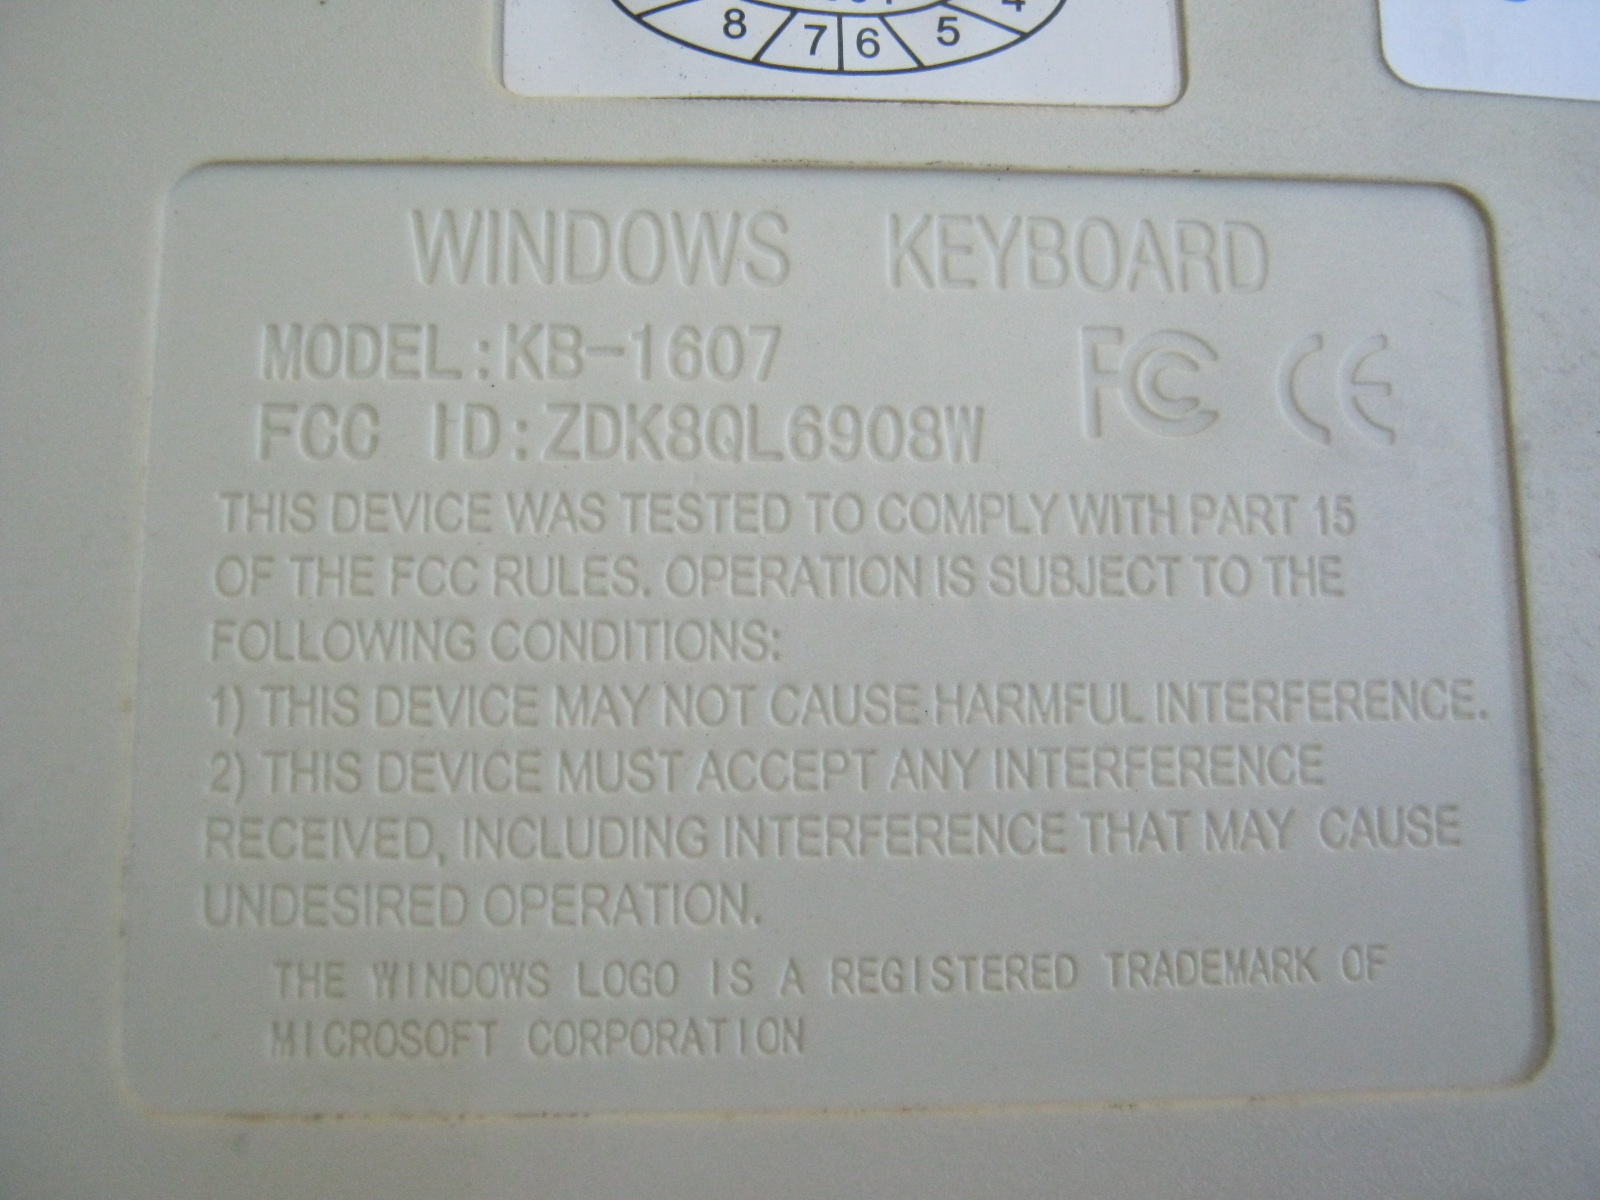 8 7 6 5 4
WINDOWS KEYBOARD
MODEL:KB-1607
FCC ID:ZDK8QL6908W
FC CE
THIS DEVICE WAS TESTED TO COMPLY WITH PART 15
OF THE FCC RULES. OPERATION IS SUBJECT TO THE
FOLLOWING CONDITIONS:
1) THIS DEVICE MAY NOT CAUSE HARMFUL INTERFERENCE.
2) THIS DEVICE MUST ACCEPT ANY INTERFERENCE
RECEIVED, INCLUDING INTERFERENCE THAT MAY CAUSE
UNDESIRED OPERATION.
THE WINDOWS LOGO IS A REGISTERED TRADEMARK OF
MICROSOFT CORPORATION